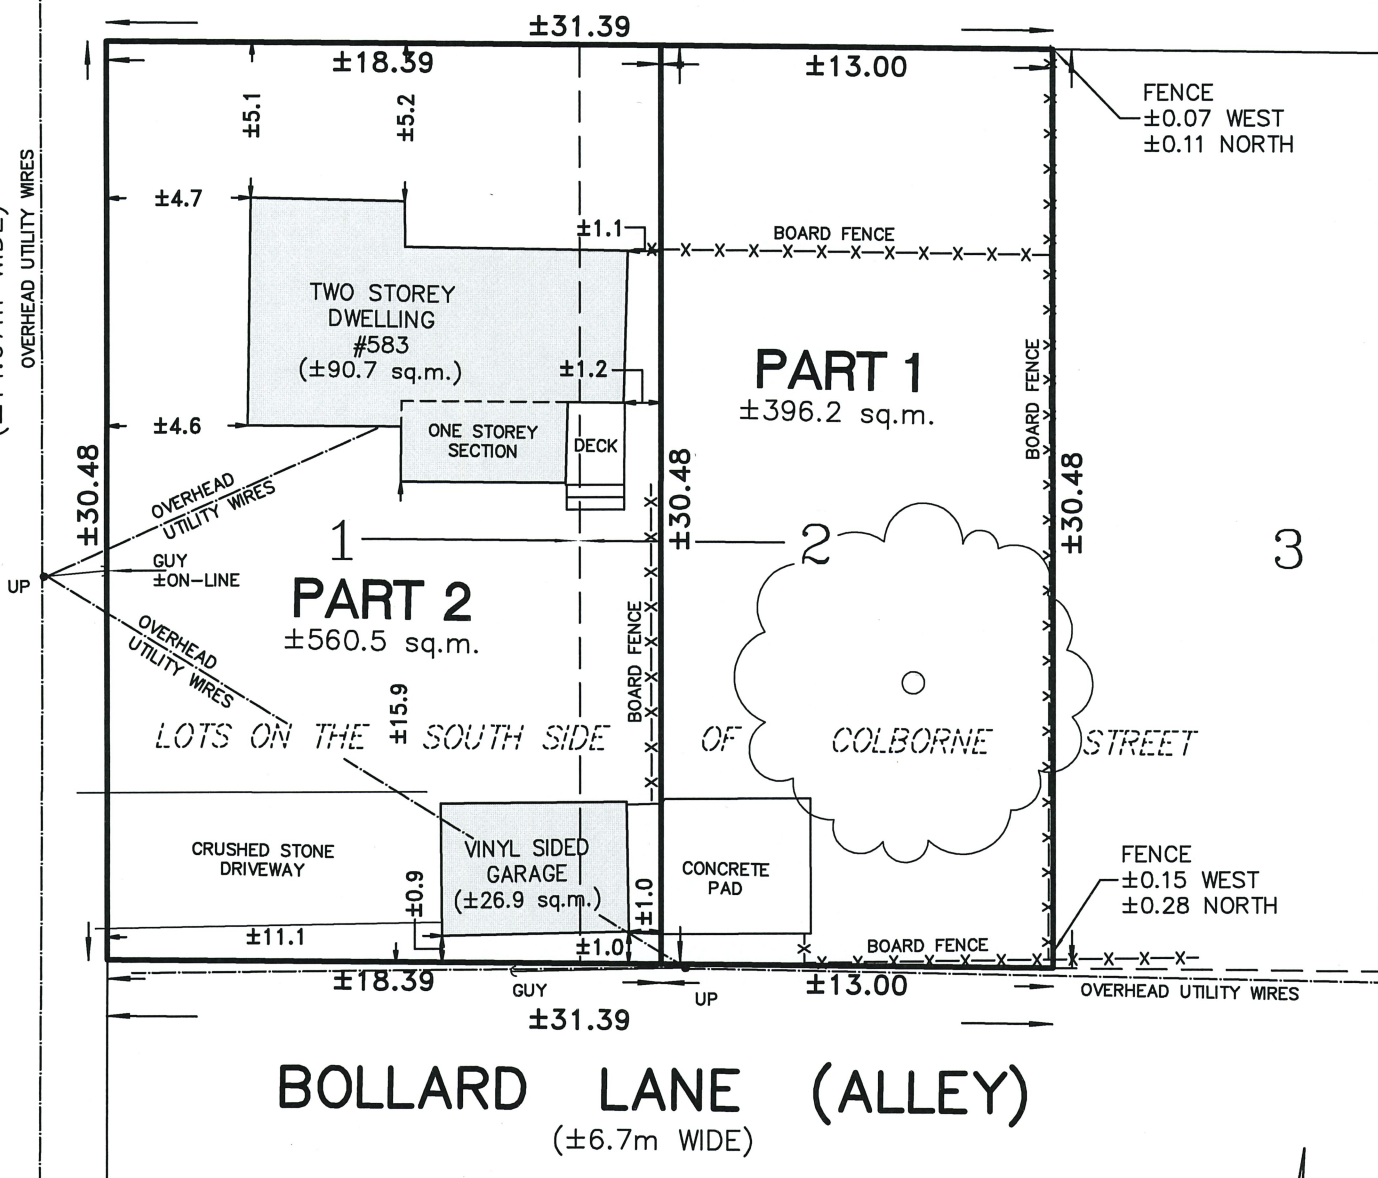 ±31.39
±18.39
±13.00
FENCE
±0.07 WEST
±0.11 NORTH
±5.1
±5.2
OVERHEAD UTILITY WIRES
±4.7
±1.1
BOARD FENCE
TWO STOREY
DWELLING
#583
(±90.7 sq.m.)
±1.2
PART 1
±396.2 sq.m.
BOARD FENCE
±4.6
ONE STOREY
SECTION
DECK
±30.48
±30.48
±30.48
OVERHEAD
UTILITY WIRES
1
2
3
GUY
±ON-LINE
UP
PART 2
±560.5 sq.m.
OVERHEAD
UTILITY WIRES
BOARD FENCE
±15.9
LOTS ON THE SOUTH SIDE OF COLBORNE STREET
CRUSHED STONE
DRIVEWAY
VINYL SIDED
GARAGE
(±26.9 sq.m.)
CONCRETE
PAD
FENCE
±0.15 WEST
±0.28 NORTH
±0.9
±1.0
±11.1
±1.0
BOARD FENCE
±18.39
GUY
UP
±13.00
OVERHEAD UTILITY WIRES
±31.39
BOLLARD LANE (ALLEY)
(±6.7m WIDE)